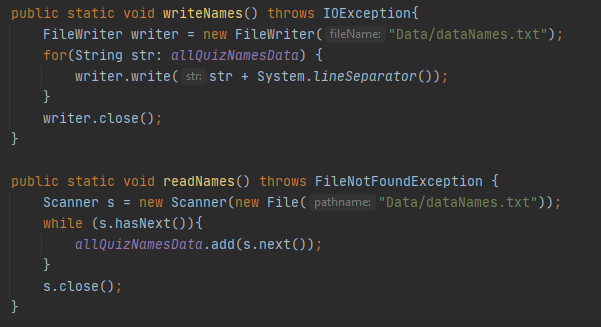 public static void writeNames() throws IOException{
    FileWriter writer = new FileWriter( fileName: "Data/dataNames.txt");
    for(String str: allQuizNamesData) {
        writer.write( str: str + System.lineSeparator());
    }
    writer.close();
}

public static void readNames() throws FileNotFoundException {
    Scanner s = new Scanner(new File( pathname: "Data/dataNames.txt"));
    while (s.hasNext()){
        allQuizNamesData.add(s.next());
    }
    s.close();
}